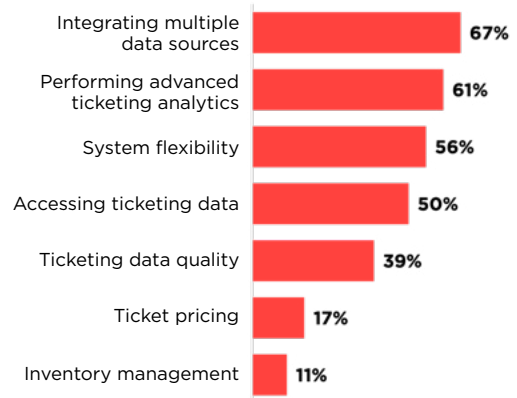 Integrating multiple
data sources
67%
Performing advanced
ticketing analytics
61%
System flexibility
56%
Accessing ticketing data
50%
Ticketing data quality
39%
Ticket pricing
17%
Inventory management
11%